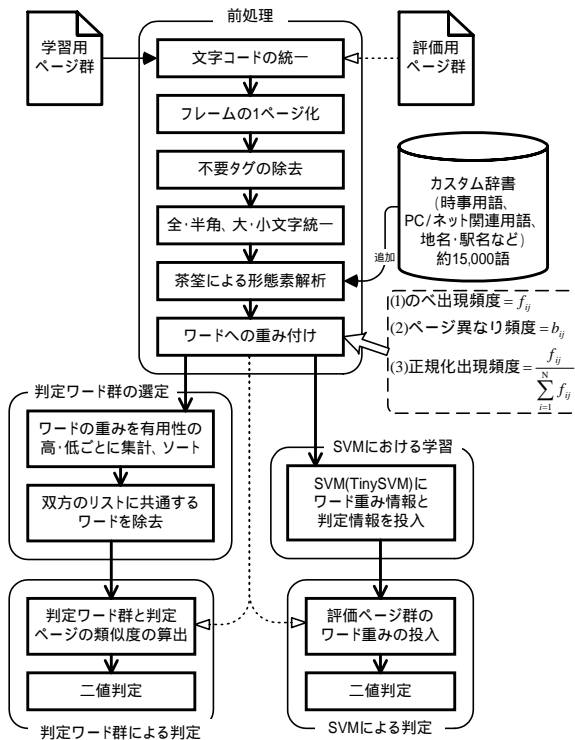 前処理
学習用
ページ群
評価用
ページ群
文字コードの統一
フレームの1ページ化
不要タグの除去
全・半角、大・小文字統一
茶筌による形態素解析
ワードへの重み付け
カスタム辞書
(時事用語、
PC/ネット関連用語、
地名・駅名など)
約15,000語
追加
(1)のべ出現頻度 = f_{ij}
(2)ページ異なり頻度 = b_{ij}
(3)正規化出現頻度 = \frac{f_{ij}}{\sum_{i=1}^{N} f_{ij}}
判定ワード群の選定
ワードの重みを有用性の
高・低ごとに集計、ソート
双方のリストに共通する
ワードを除去
SVMにおける学習
SVM(TinySVM)に
ワード重み情報と
判定情報を投入
判定ワード群と判定
ページの類似度の算出
二値判定
判定ワード群による判定
評価ページ群の
ワード重みの投入
二値判定
SVMによる判定